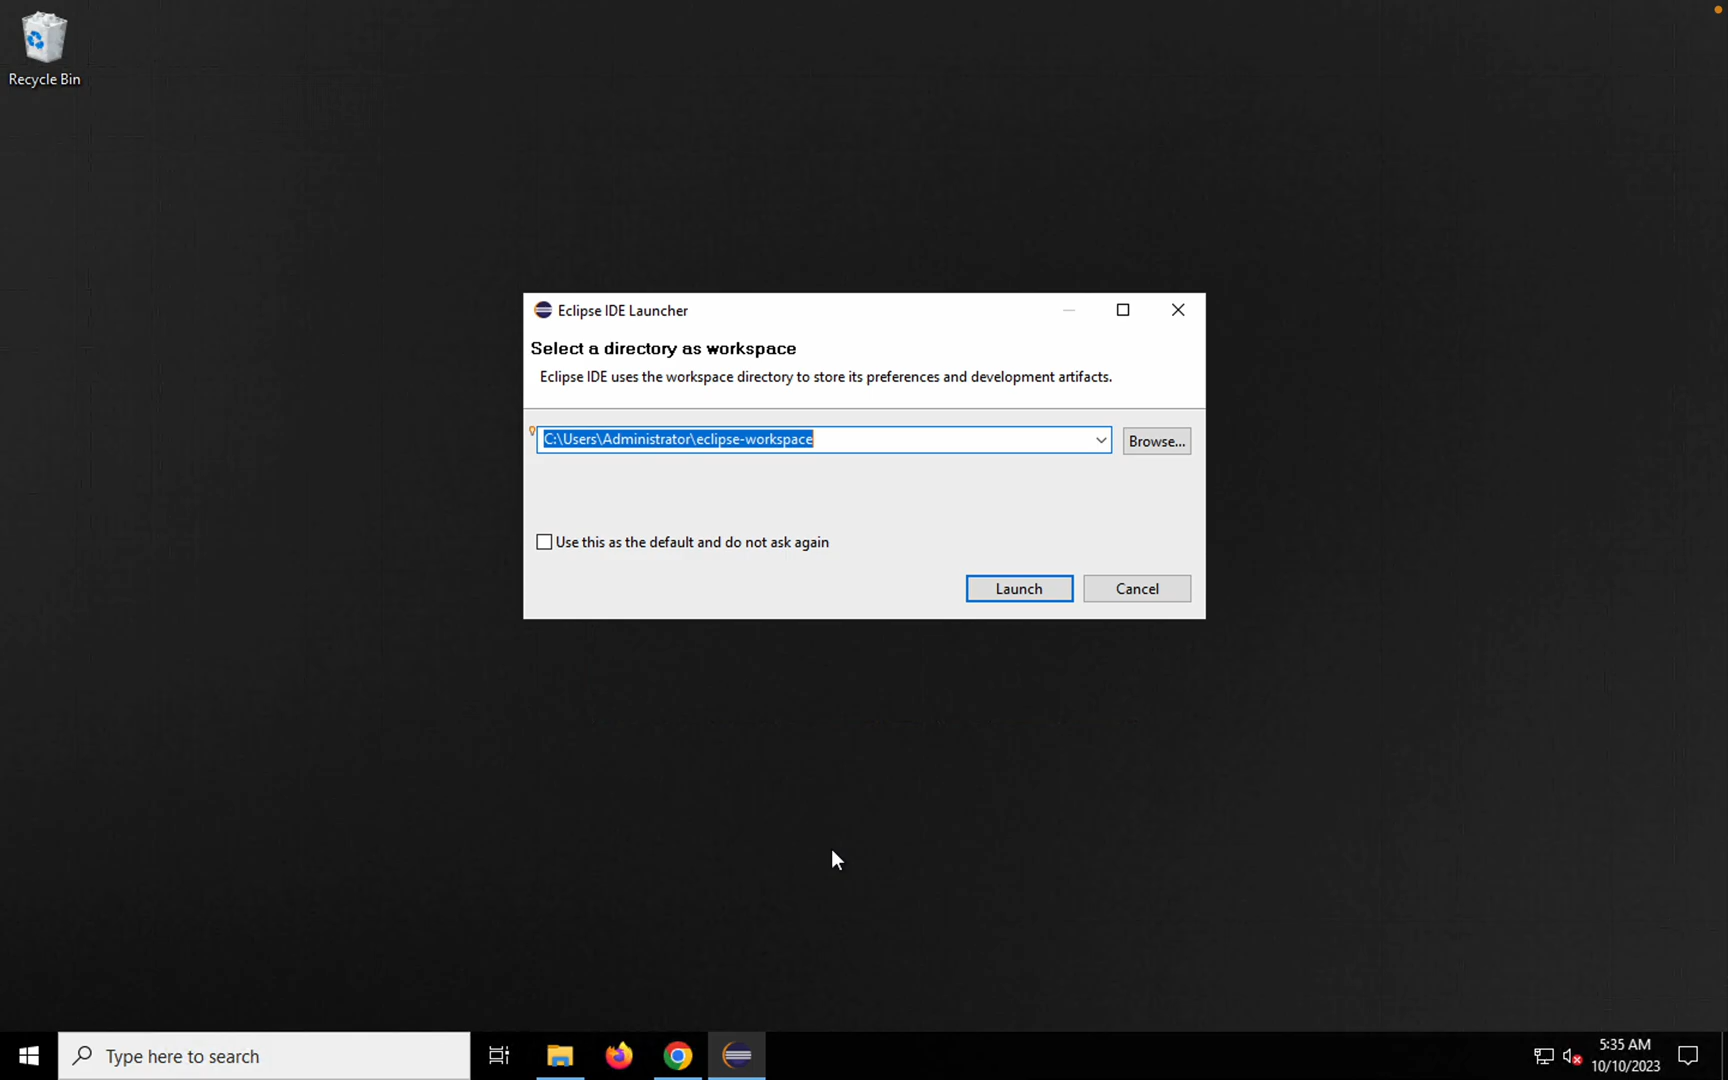 Recycle Bin
Eclipse IDE Launcher
Select a directory as workspace
Eclipse IDE uses the workspace directory to store its preferences and development artifacts.
C:\Users\Administrator\eclipse-workspace
Browse...
Use this as the default and do not ask again
Launch
Cancel
Type here to search
5:35 AM
10/10/2023